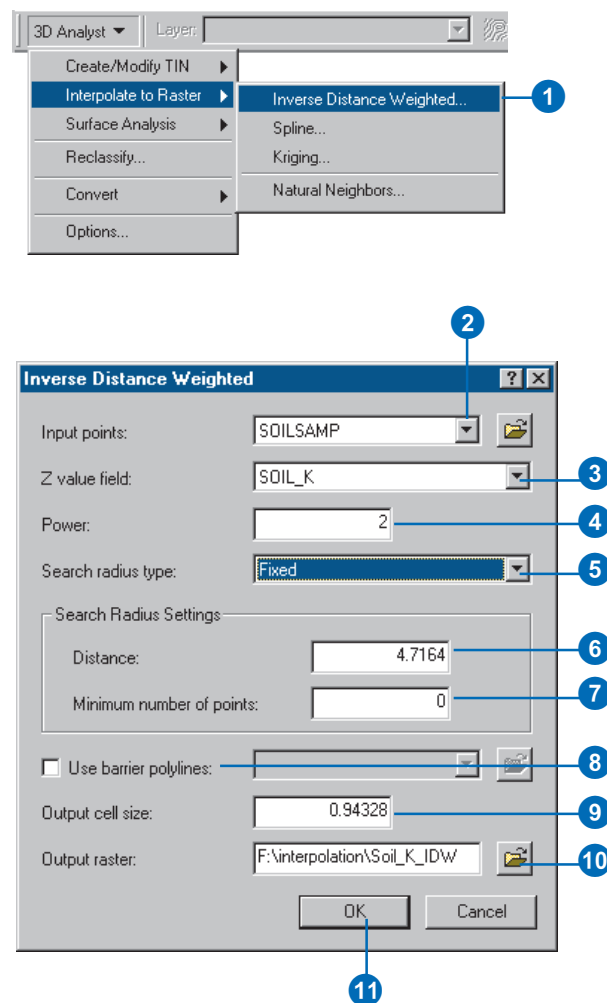 3D Analyst Layer:
Create/Modify TIN
Interpolate to Raster
Surface Analysis
Reclassify...
Convert
Options...
Inverse Distance Weighted...
Spline...
Kriging...
Natural Neighbors...
1
2
Inverse Distance Weighted ?
Input points: SOILSAMP
Z value field: SOIL_K 3
Power: 2 4
Search radius type: Fixed 5
Search Radius Settings
Distance: 4.7164 6
Minimum number of points: 0 7
Use barrier polylines: 8
Output cell size: 0.94328 9
Output raster: F:\interpolation\Soil_K_IDW 10
OK Cancel
11